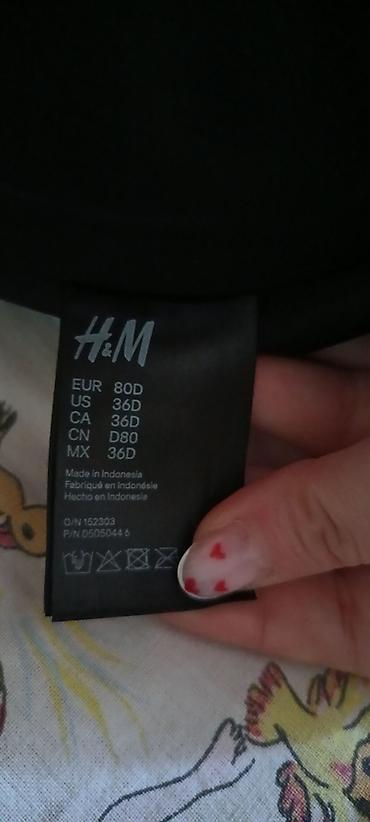 H&M
EUR 80D
US 36D
CA 36D
CN D80
MX 36D
Made in Indonesia
Fabriqué en Indonésie
Hecho en Indonesia
O/N 152303
P/N 0505044 6